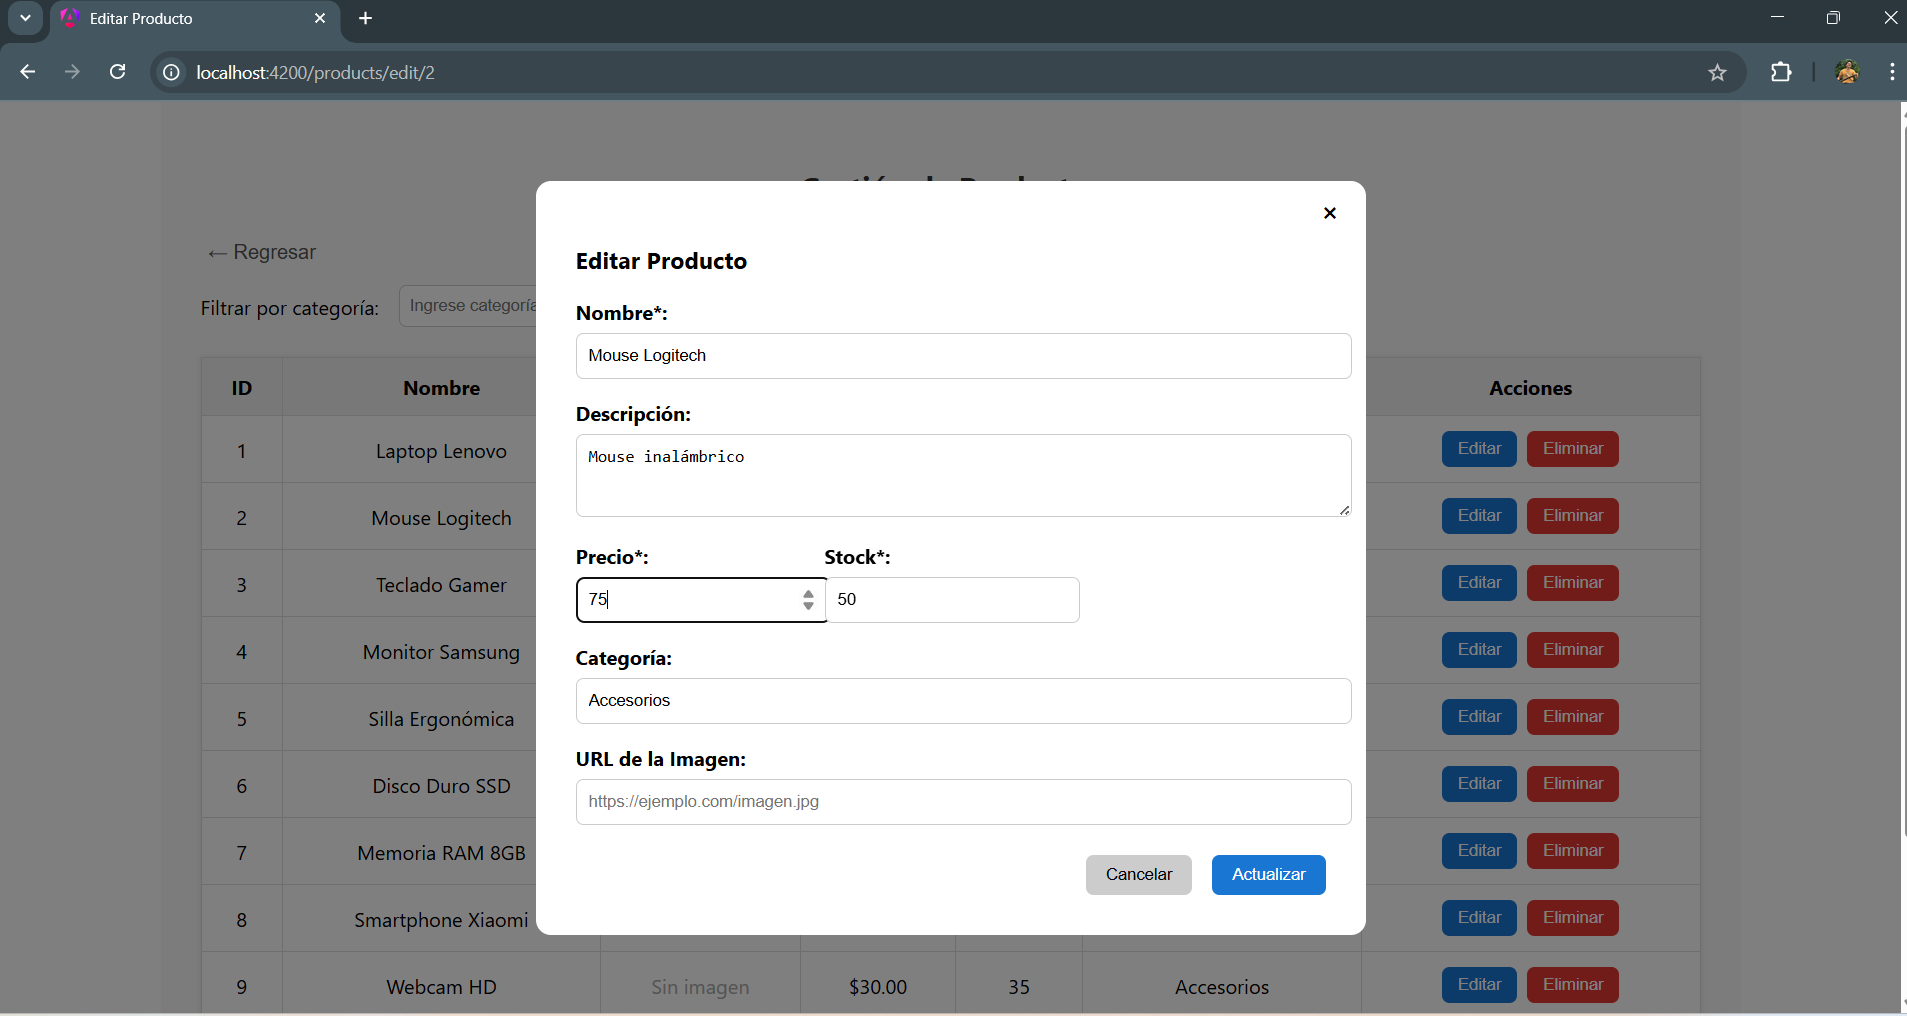 Editar Producto
localhost:4200/products/edit/2
← Regresar
Filtrar por categoría:
Ingrese categoría
ID Nombre Acciones
1 Laptop Lenovo Editar Eliminar
2 Mouse Logitech Editar Eliminar
3 Teclado Gamer Editar Eliminar
4 Monitor Samsung Editar Eliminar
5 Silla Ergonómica Editar Eliminar
6 Disco Duro SSD Editar Eliminar
7 Memoria RAM 8GB Editar Eliminar
8 Smartphone Xiaomi Editar Eliminar
9 Webcam HD Sin imagen $30.00 35 Accesorios Editar Eliminar
Editar Producto
Nombre*:
Mouse Logitech
Descripción:
Mouse inalámbrico
Precio*: Stock*:
75 50
Categoría:
Accesorios
URL de la Imagen:
https://ejemplo.com/imagen.jpg
Cancelar Actualizar